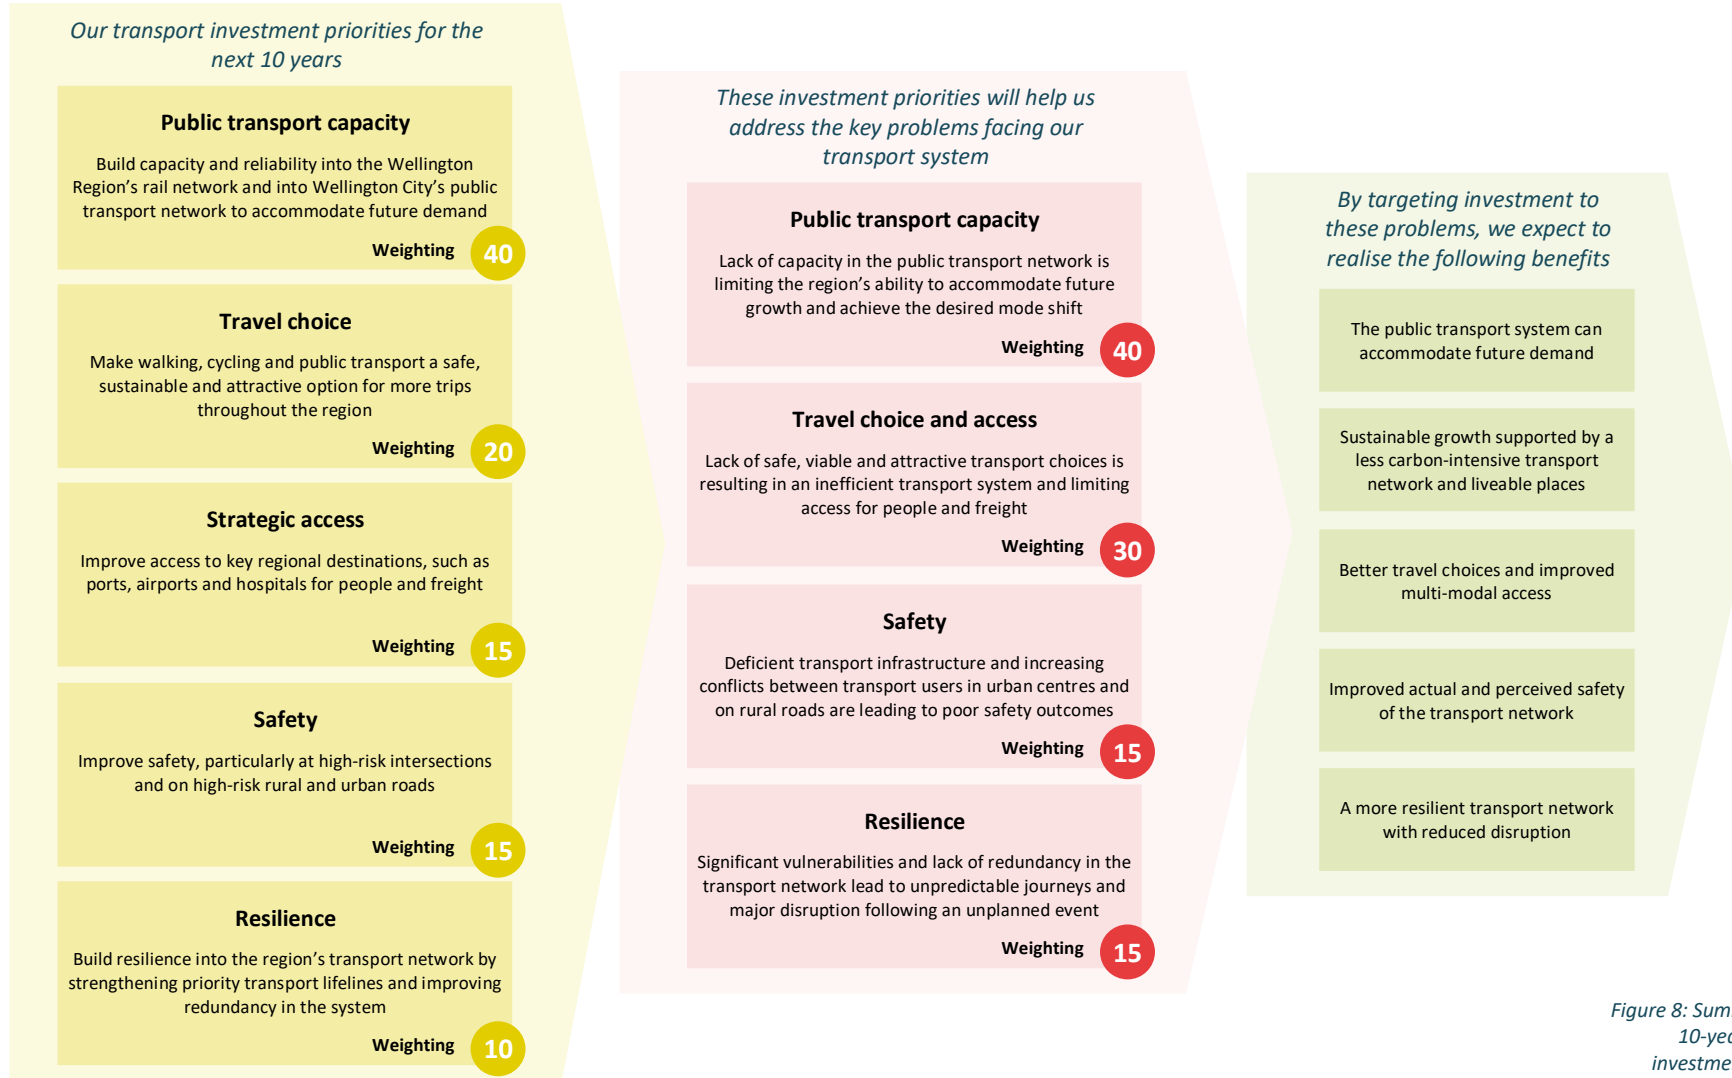 Our transport investment priorities for the
next 10 years
Public transport capacity
Build capacity and reliability into the Wellington
Region’s rail network and into Wellington City’s public
transport network to accommodate future demand
Weighting 40
Travel choice
Make walking, cycling and public transport a safe,
sustainable and attractive option for more trips
throughout the region
Weighting 20
Strategic access
Improve access to key regional destinations, such as
ports, airports and hospitals for people and freight
Weighting 15
Safety
Improve safety, particularly at high-risk intersections
and on high-risk rural and urban roads
Weighting 15
Resilience
Build resilience into the region’s transport network by
strengthening priority transport lifelines and improving
redundancy in the system
Weighting 10
These investment priorities will help us
address the key problems facing our
transport system
Public transport capacity
Lack of capacity in the public transport network is
limiting the region’s ability to accommodate future
growth and achieve the desired mode shift
Weighting 40
Travel choice and access
Lack of safe, viable and attractive transport choices is
resulting in an inefficient transport system and limiting
access for people and freight
Weighting 30
Safety
Deficient transport infrastructure and increasing
conflicts between transport users in urban centres and
on rural roads are leading to poor safety outcomes
Weighting 15
Resilience
Significant vulnerabilities and lack of redundancy in the
transport network lead to unpredictable journeys and
major disruption following an unplanned event
Weighting 15
By targeting investment to
these problems, we expect to
realise the following benefits
The public transport system can
accommodate future demand
Sustainable growth supported by a
less carbon-intensive transport
network and liveable places
Better travel choices and improved
multi-modal access
Improved actual and perceived safety
of the transport network
A more resilient transport network
with reduced disruption
Figure 8: